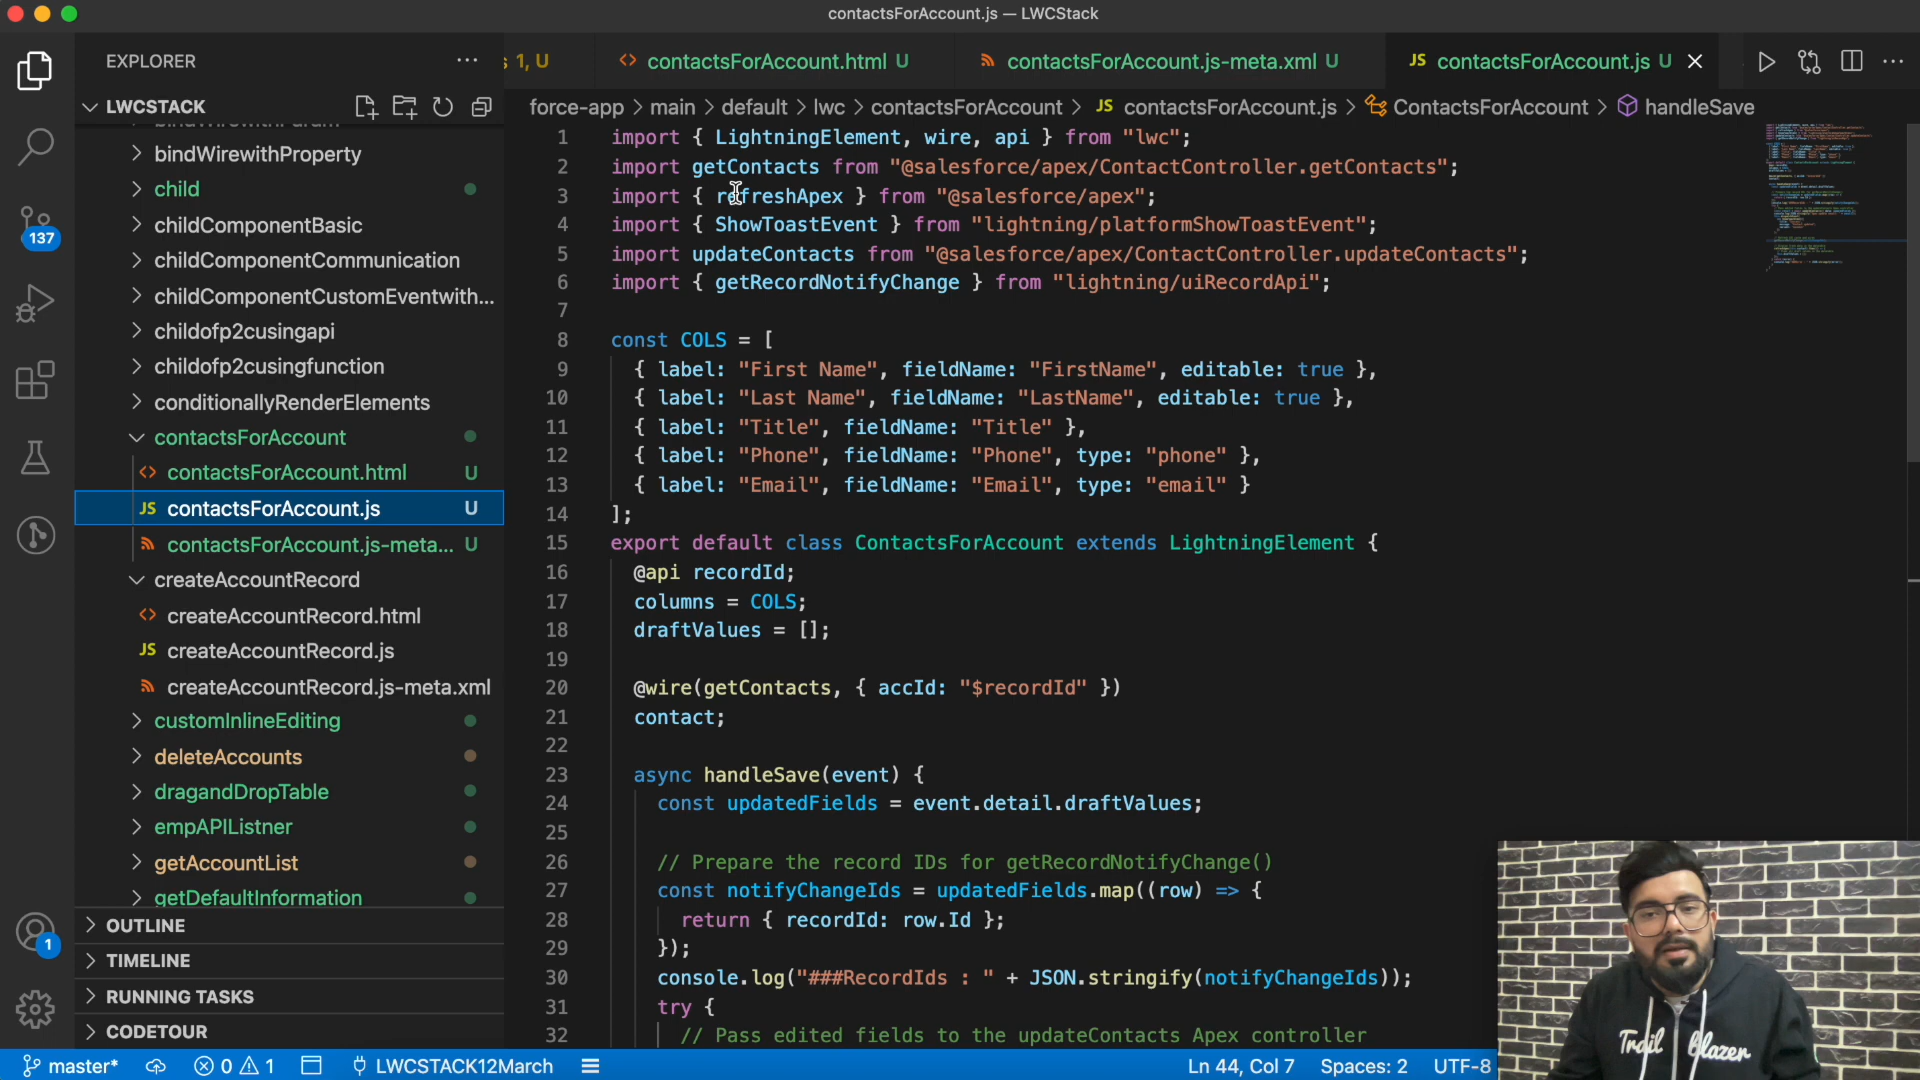 contactsForAccount.js — LWCStack
EXPLORER
1, U
contactsForAccount.html U
contactsForAccount.js-meta.xml U
JS contactsForAccount.js U
LWCSTACK
force-app > main > default > lwc > contactsForAccount > JS contactsForAccount.js > ContactsForAccount > handleSave
bindWirewithProperty
child
childComponentBasic
childComponentCommunication
childComponentCustomEventwith...
childofp2cusingapi
childofp2cusingfunction
conditionallyRenderElements
contactsForAccount
contactsForAccount.html U
JS contactsForAccount.js U
contactsForAccount.js-meta... U
createAccountRecord
createAccountRecord.html
JS createAccountRecord.js
createAccountRecord.js-meta.xml
customInlineEditing
deleteAccounts
dragandDropTable
empAPIListner
getAccountList
getDefaultInformation
OUTLINE
TIMELINE
RUNNING TASKS
CODETOUR
137
1
1 import { LightningElement, wire, api } from "lwc";
2 import getContacts from "@salesforce/apex/ContactController.getContacts";
3 import { refreshApex } from "@salesforce/apex";
4 import { ShowToastEvent } from "lightning/platformShowToastEvent";
5 import updateContacts from "@salesforce/apex/ContactController.updateContacts";
6 import { getRecordNotifyChange } from "lightning/uiRecordApi";
7
8 const COLS = [
9 { label: "First Name", fieldName: "FirstName", editable: true },
10 { label: "Last Name", fieldName: "LastName", editable: true },
11 { label: "Title", fieldName: "Title" },
12 { label: "Phone", fieldName: "Phone", type: "phone" },
13 { label: "Email", fieldName: "Email", type: "email" }
14 ];
15 export default class ContactsForAccount extends LightningElement {
16 @api recordId;
17 columns = COLS;
18 draftValues = [];
19
20 @wire(getContacts, { accId: "$recordId" })
21 contact;
22
23 async handleSave(event) {
24 const updatedFields = event.detail.draftValues;
25
26 // Prepare the record IDs for getRecordNotifyChange()
27 const notifyChangeIds = updatedFields.map((row) => {
28 return { recordId: row.Id };
29 });
30 console.log("###RecordIds : " + JSON.stringify(notifyChangeIds));
31 try {
32 // Pass edited fields to the updateContacts Apex controller
Trail Blazer
master* 0 1 LWCSTACK12March Ln 44, Col 7 Spaces: 2 UTF-8